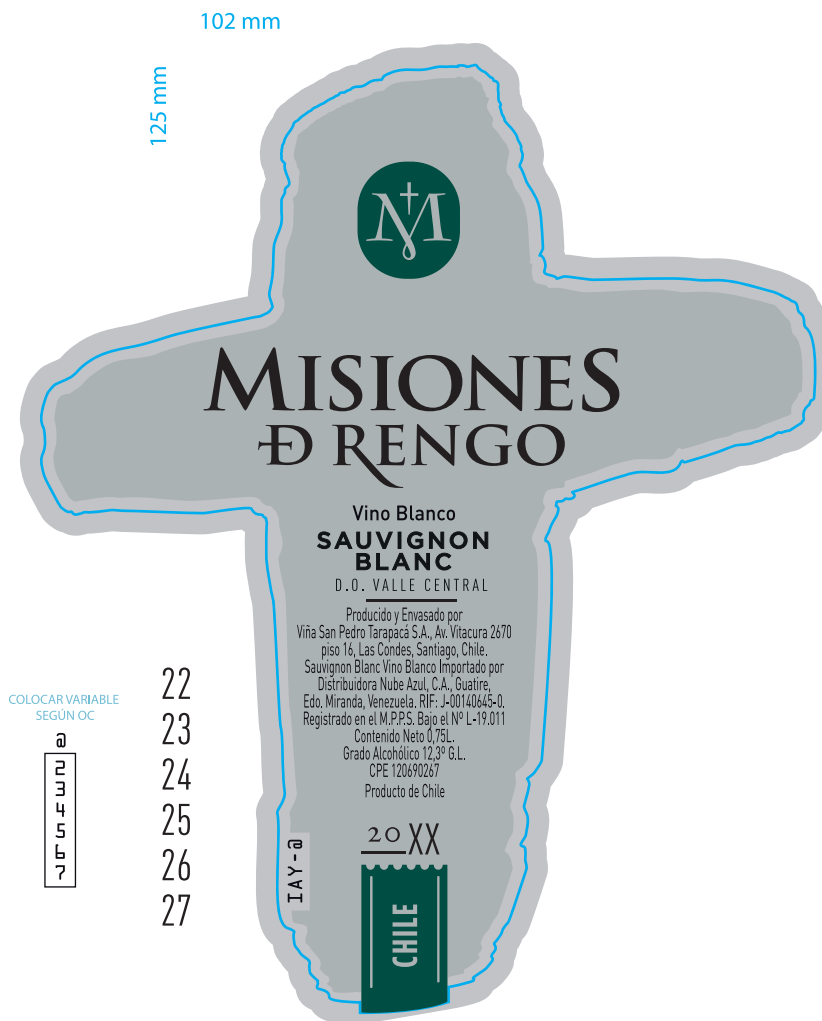 102 mm
125 mm
M
MISIONES
Đ RENGO
Vino Blanco
SAUVIGNON
BLANC
D.O. VALLE CENTRAL
Producido y Envasado por
Viña San Pedro Tarapacá S.A., Av. Vitacura 2670
piso 16, Las Condes, Santiago, Chile.
Sauvignon Blanc Vino Blanco Importado por
Distribuidora Nube Azul, C.A., Guatire,
Edo. Miranda, Venezuela. RIF: J-00140645-0.
Registrado en el M.P.P.S. Bajo el Nº L-19.011
Contenido Neto 0,75L.
Grado Alcohólico 12,3º G.L.
CPE 120690267
Producto de Chile
20 XX
IAY-@
CHILE
COLOCAR VARIABLE
SEGÚN OC
@
2
3
4
5
6
7
22
23
24
25
26
27